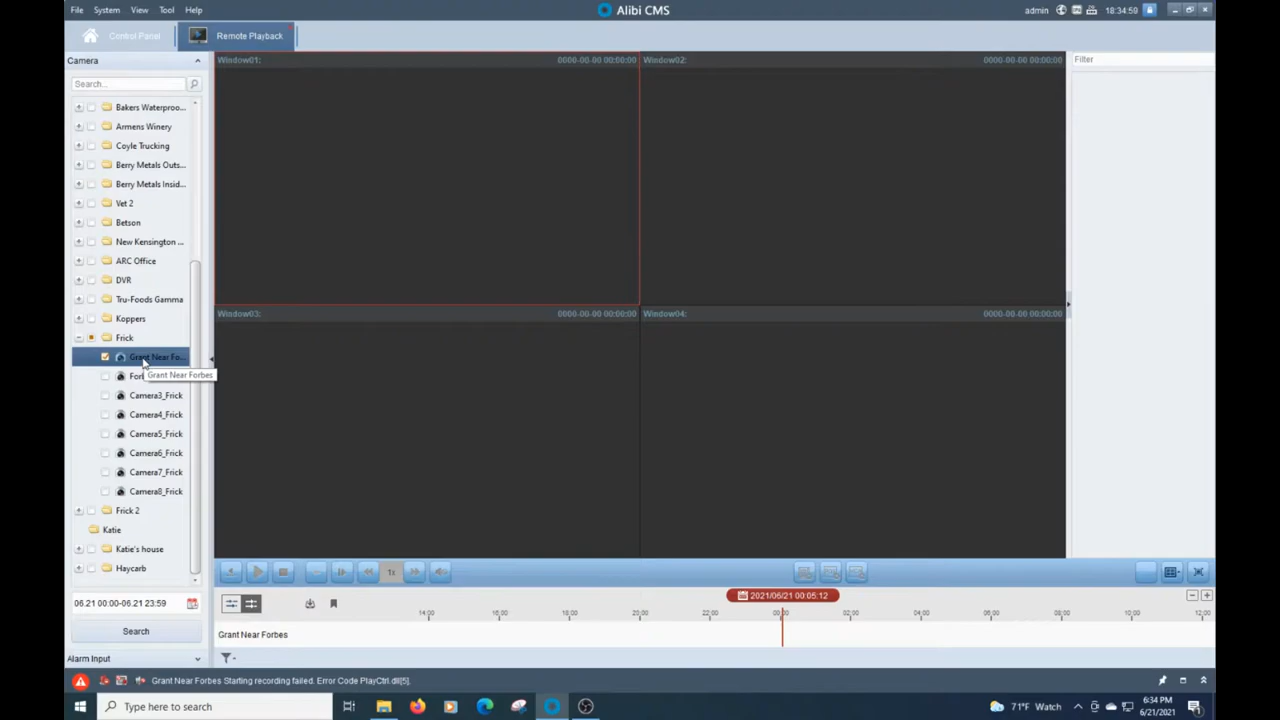 File System View Tool Help
Alibi CMS
admin 18:34:59
Control Panel
Remote Playback
Camera
Search...
Bakers Waterproo...
Armens Winery
Coyle Trucking
Berry Metals Outs...
Berry Metals Insid...
Vet 2
Betson
New Kensington ...
ARC Office
DVR
Tru-Foods Gamma
Koppers
Frick
Grant Near Fo...
Grant Near Forbes
Camera3_Frick
Camera4_Frick
Camera5_Frick
Camera6_Frick
Camera7_Frick
Camera8_Frick
Frick 2
Katie
Katie's house
Haycarb
06.21 00:00-06.21 23:59
Search
Alarm Input
Window01: 0000-00-00 00:00:00
Window02: 0000-00-00 00:00:00
Window03: 0000-00-00 00:00:00
Window04: 0000-00-00 00:00:00
Filter
1x
2021/06/21 00:05:12
14:00 16:00 18:00 20:00 22:00 00:00 02:00 04:00 06:00 08:00 10:00 12:00
Grant Near Forbes
Grant Near Forbes Starting recording failed. Error Code PlayCtrl.dll[5].
Type here to search
71°F Watch
6:34 PM
6/21/2021